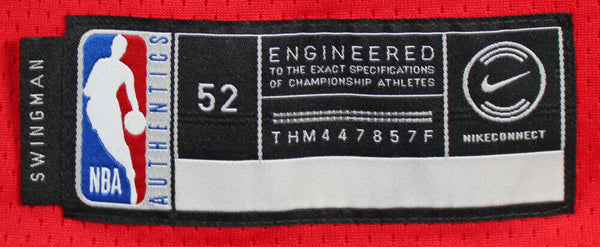 SWINGMAN
NBA
AUTHENTICS
52
ENGINEERED
TO THE EXACT SPECIFICATIONS
OF CHAMPIONSHIP ATHLETES
THM447857F
NIKECONNECT